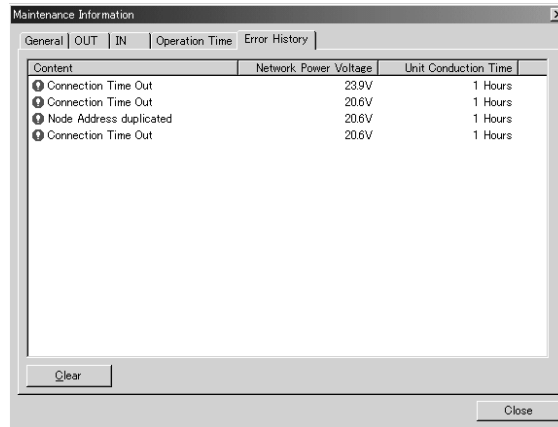 Maintenance Information
General OUT IN Operation Time Error History
Content Network Power Voltage Unit Conduction Time
Connection Time Out 23.9V 1 Hours
Connection Time Out 20.6V 1 Hours
Node Address duplicated 20.6V 1 Hours
Connection Time Out 20.6V 1 Hours
Clear
Close